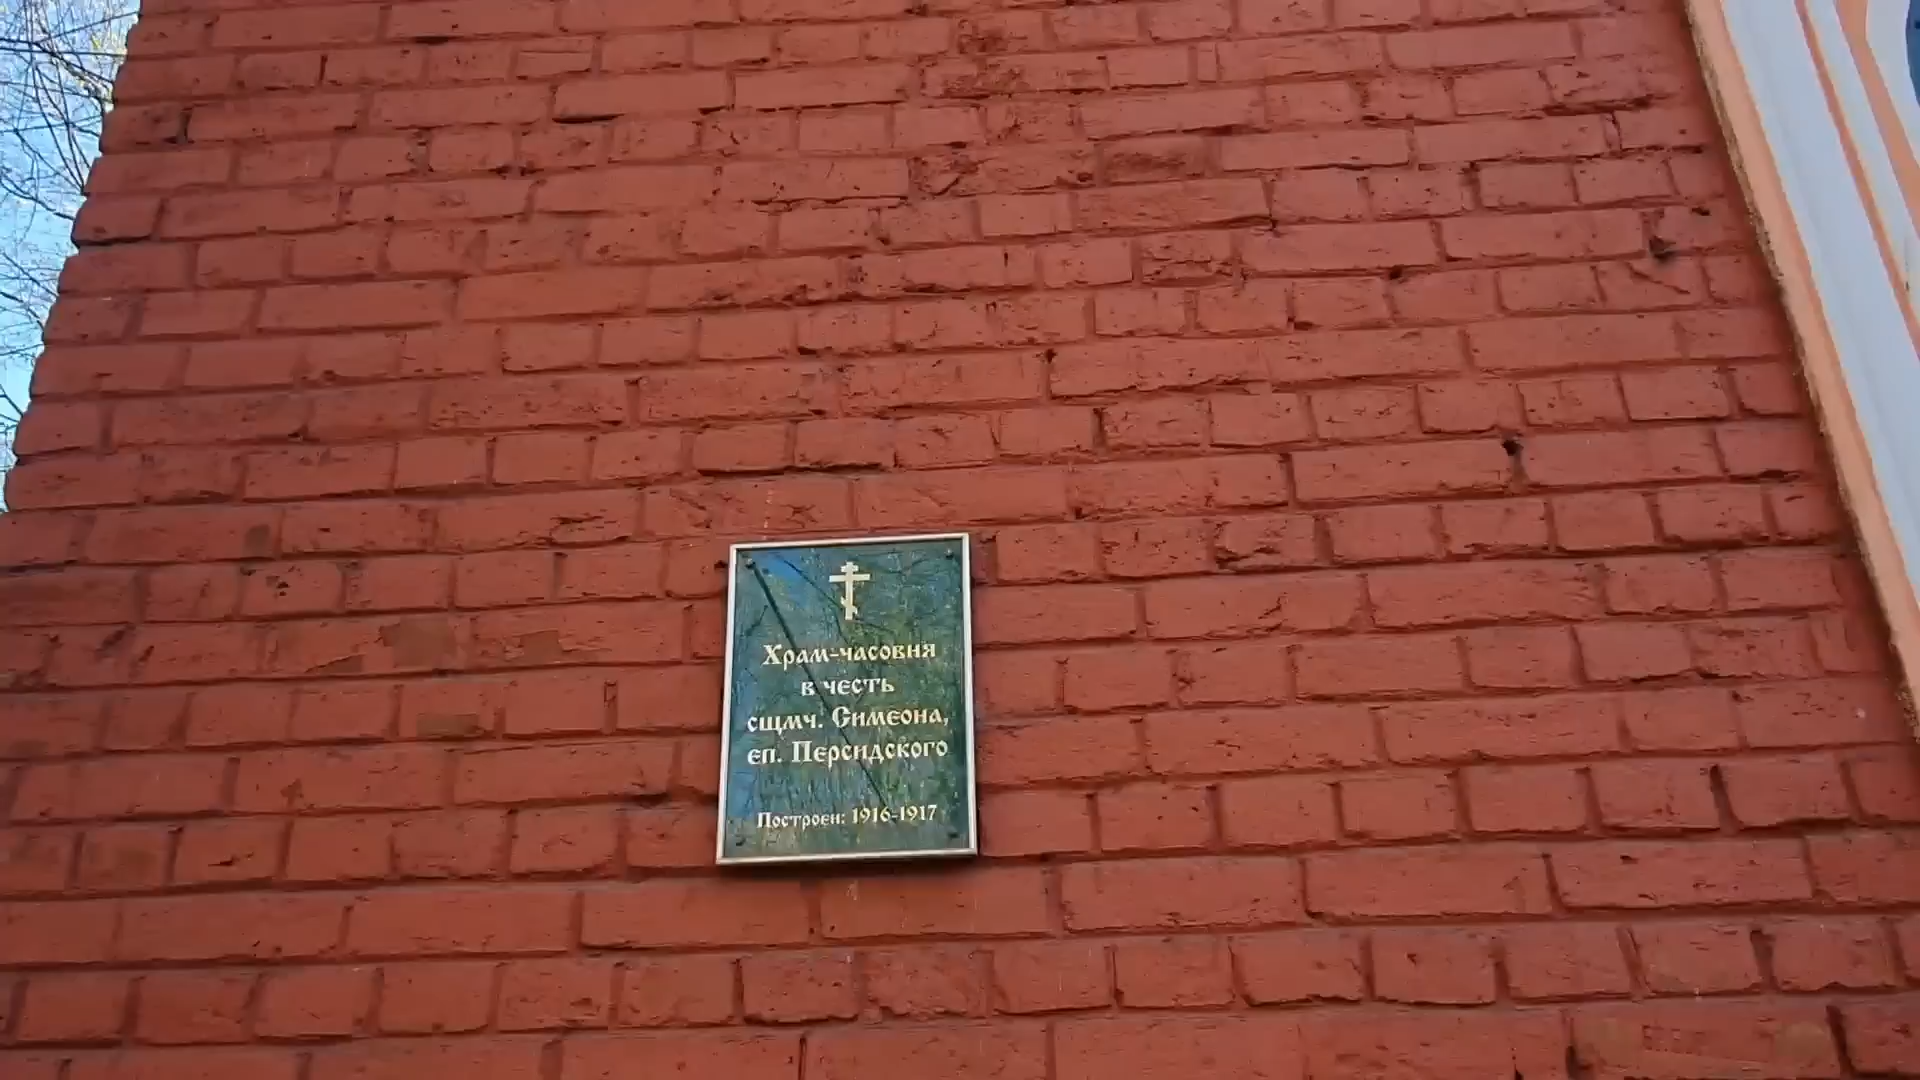 Храм-часовня
в честь
сщмч. Симеона,
еп. Персидского
Построен: 1916-1917